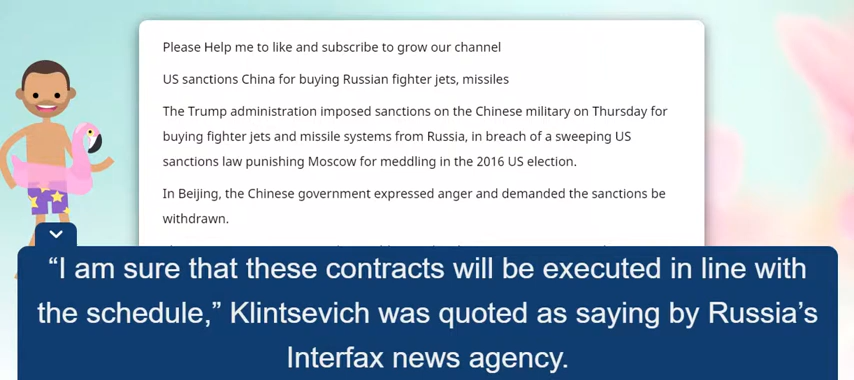 Please Help me to like and subscribe to grow our channel
US sanctions China for buying Russian fighter jets, missiles
The Trump administration imposed sanctions on the Chinese military on Thursday for
buying fighter jets and missile systems from Russia, in breach of a sweeping US
sanctions law punishing Moscow for meddling in the 2016 US election.
In Beijing, the Chinese government expressed anger and demanded the sanctions be
withdrawn.
“I am sure that these contracts will be executed in line with
the schedule,” Klintsevich was quoted as saying by Russia’s
Interfax news agency.